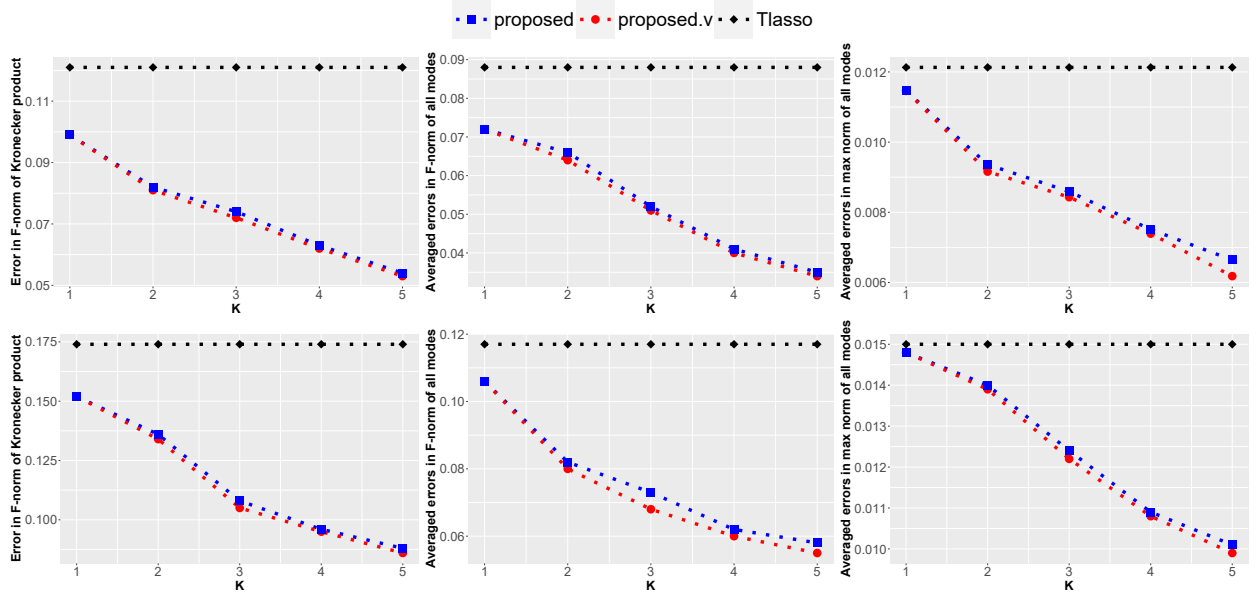 proposed proposed.v Tlasso
Error in F-norm of Kronecker product
0.11
0.09
0.07
0.05
1 2 3 4 5
K
Averaged errors in F-norm of all modes
0.09
0.08
0.07
0.06
0.05
0.04
1 2 3 4 5
K
Averaged errors in max norm of all modes
0.012
0.010
0.008
0.006
1 2 3 4 5
K
Error in F-norm of Kronecker product
0.175
0.150
0.125
0.100
1 2 3 4 5
K
Averaged errors in F-norm of all modes
0.12
0.10
0.08
0.06
1 2 3 4 5
K
Averaged errors in max norm of all modes
0.015
0.014
0.013
0.012
0.011
0.010
1 2 3 4 5
K